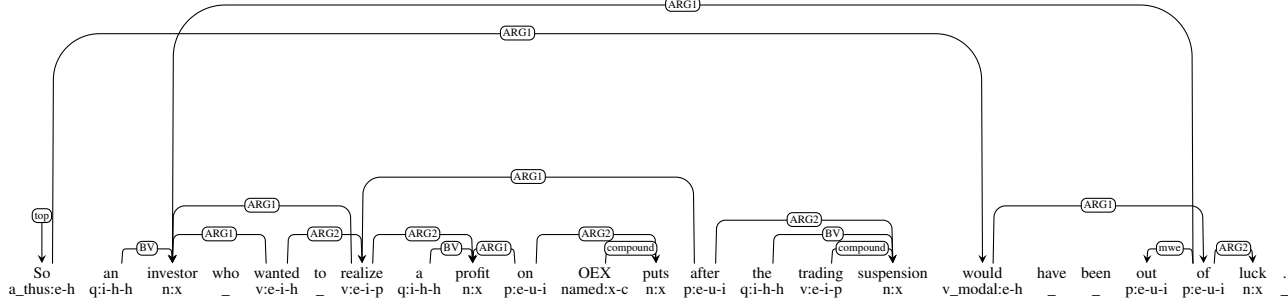 ARG1
ARG1
ARG1
top ARG1 ARG1
ARG2
BV ARG1 ARG2 ARG2 ARG2 BV
BV ARG1 compound compound mwe ARG2
So an investor who wanted to realize a profit on OEX puts after the trading suspension would have been out of luck .
a_thus:e-h q:i-h-h n:x _ v:e-i-h _ v:e-i-p q:i-h-h n:x p:e-u-i named:x-c n:x p:e-u-i q:i-h-h v:e-i-p n:x v_modal:e-h _ _ p:e-u-i p:e-u-i n:x _